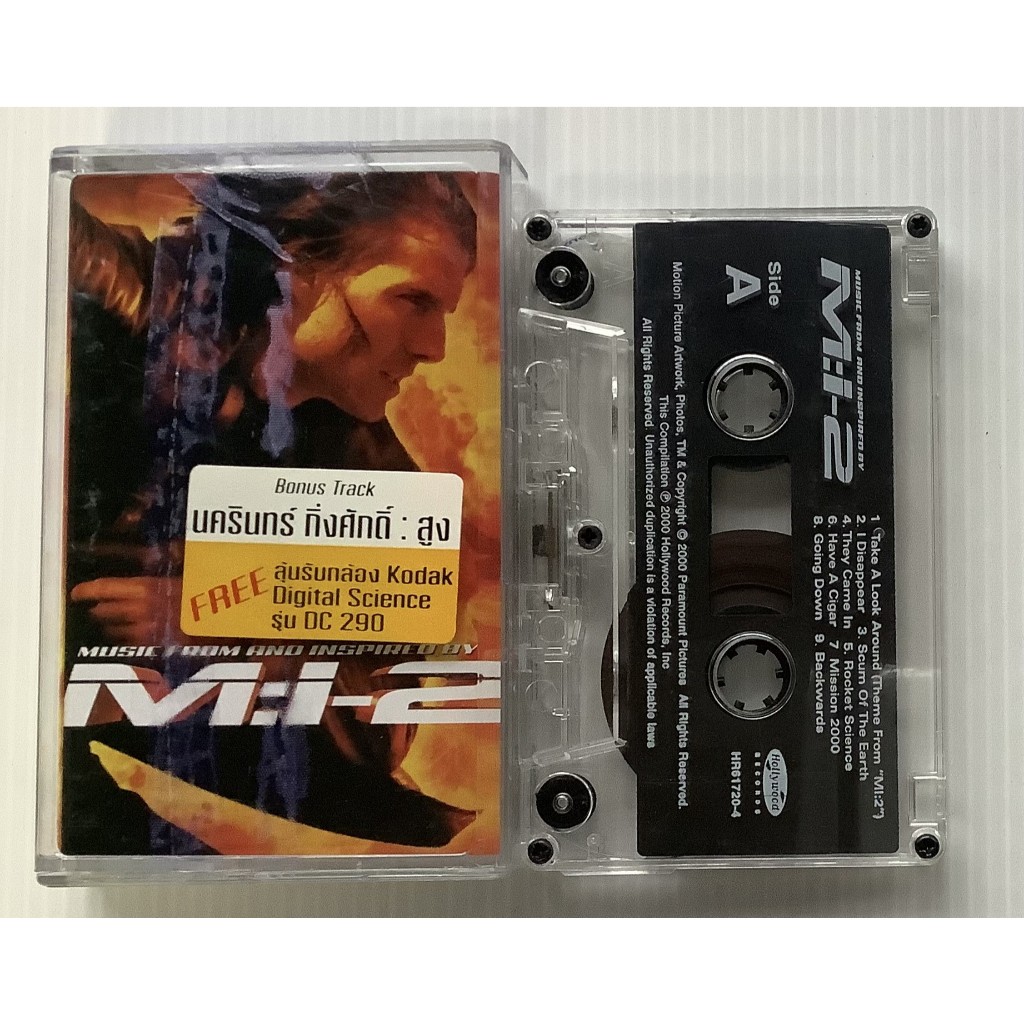 Bonus Track
นครินทร์ กิ่งศักดิ์ : สูง
FREE
ลุ้นรับกล้อง Kodak
Digital Science
รุ่น DC 290
MUSIC FROM AND INSPIRED BY
M:I-2
MUSIC FROM AND INSPIRED BY
M:I-2
Side
A
1 (Take A Look Around (Theme From "MI:2")
2. I Disappear 3. Scum Of The Earth
4. They Came In 5. Rocket Science
6. Have A Cigar 7 Mission 2000
8. Going Down 9. Backwards
Hollywood
RECORDS
HR61720-4
Motion Picture Artwork, Photos, TM & Copyright © 2000 Paramount Pictures All Rights Reserved.
This Compilation ℗ 2000 Hollywood Records, Inc
All Rights Reserved. Unauthorized duplication is a violation of applicable laws